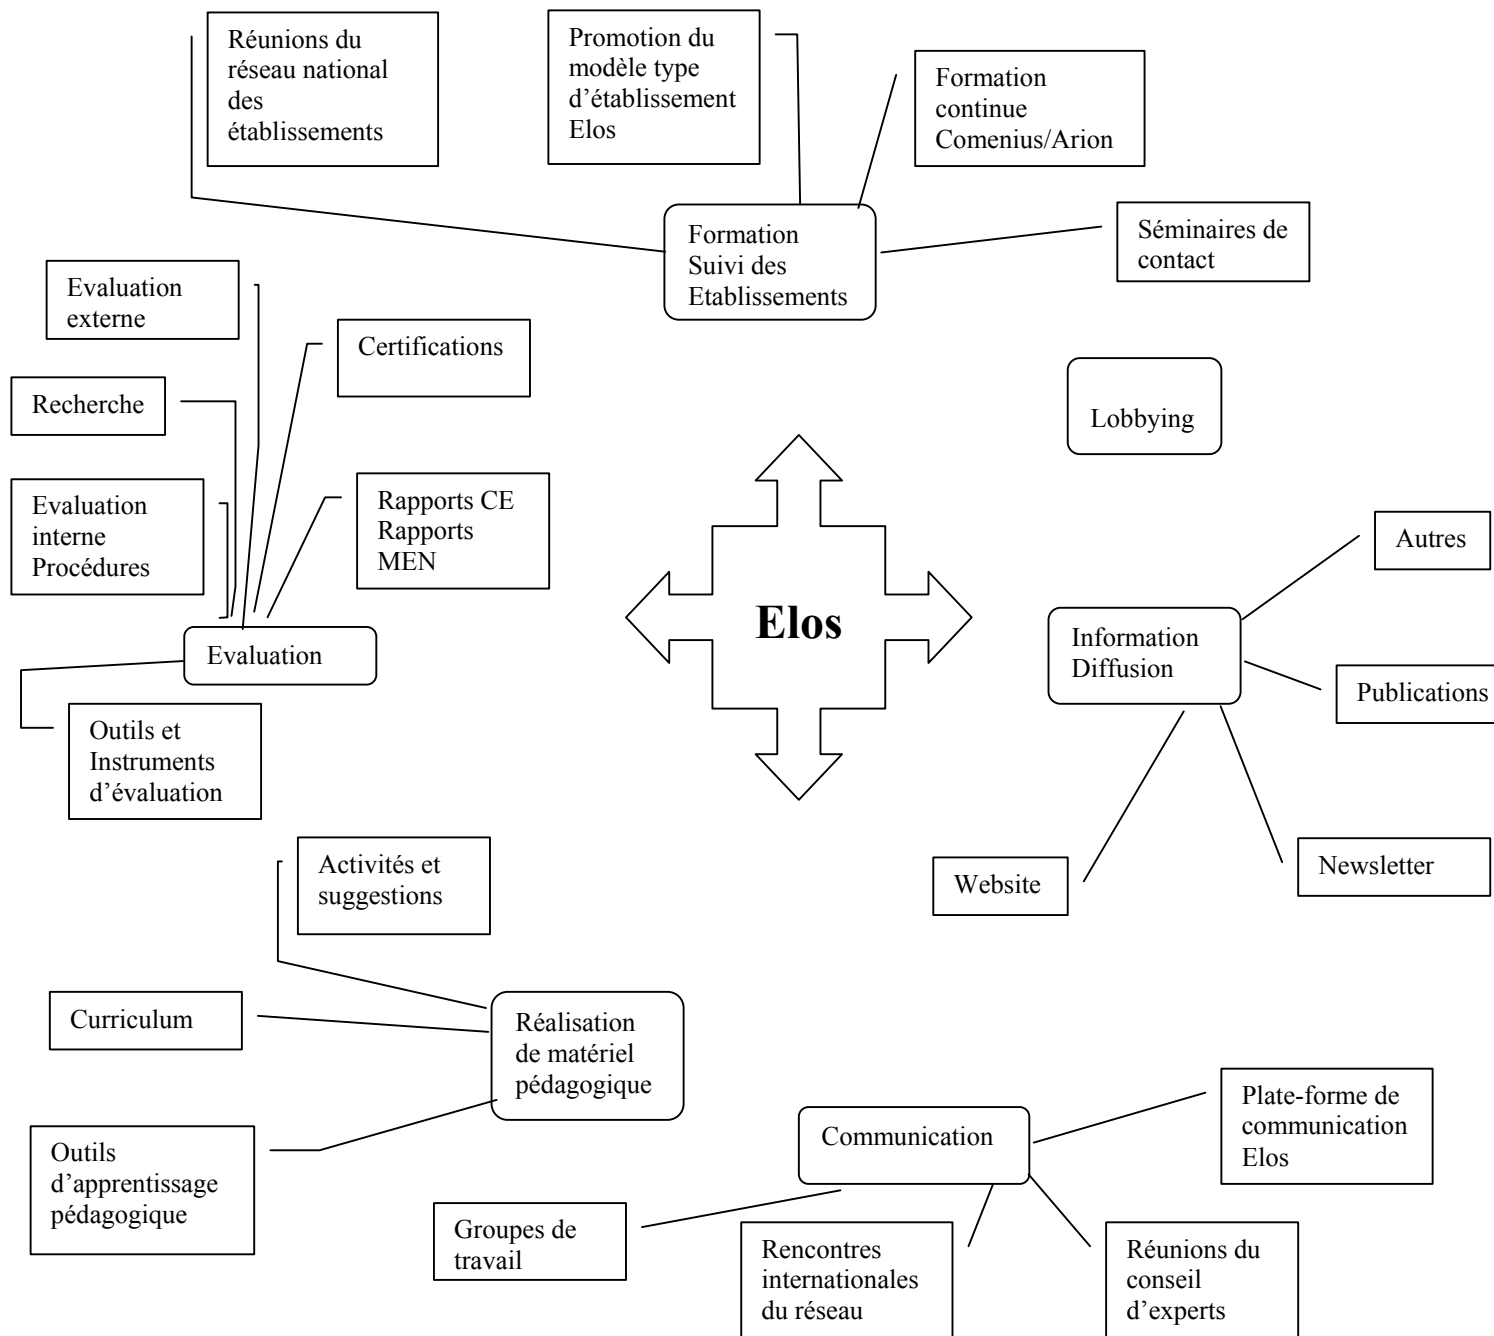 Réunions du
réseau national
des
établissements
Promotion du
modèle type
d’établissement
Elos
Formation
continue
Comenius/Arion
Formation
Suivi des
Etablissements
Séminaires de
contact
Evaluation
externe
Certifications
Recherche
Lobbying
Evaluation
interne
Procédures
Rapports CE
Rapports
MEN
Autres
Elos
Information
Diffusion
Evaluation
Publications
Outils et
Instruments
d’évaluation
Activités et
suggestions
Website
Newsletter
Curriculum
Réalisation
de matériel
pédagogique
Plate-forme de
communication
Elos
Communication
Outils
d’apprentissage
pédagogique
Groupes de
travail
Rencontres
internationales
du réseau
Réunions du
conseil
d’experts